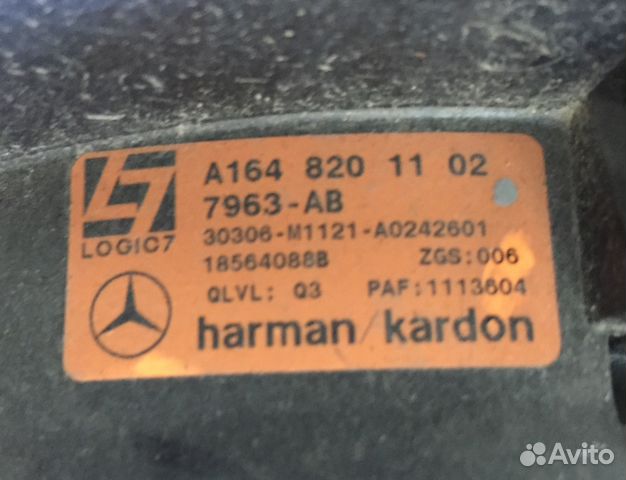 LOGIC7
A164 820 11 02
7963-AB
30306-M1121-A0242601
18564088B ZGS:006
QLVL: Q3 PAF:1113604
harman/kardon
Avito